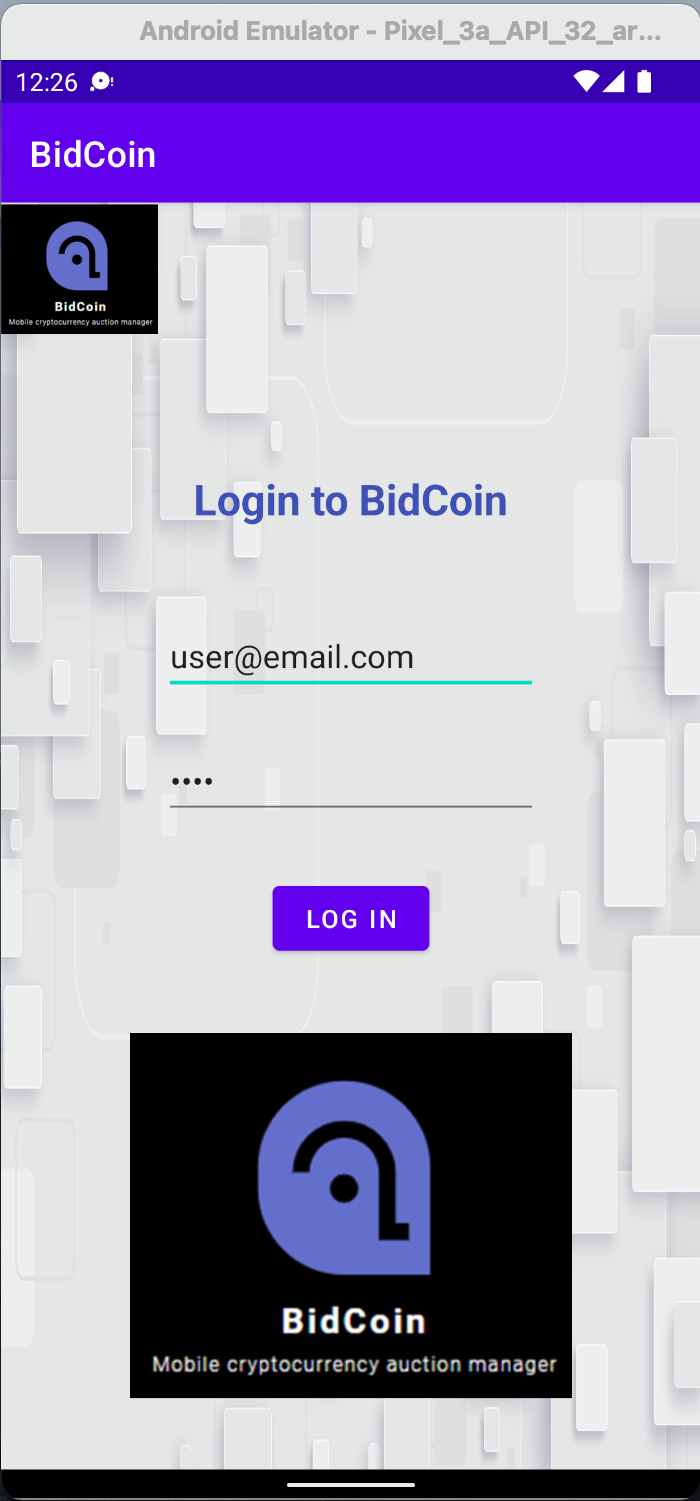 Android Emulator - Pixel_3a_API_32_ar...
12:26
BidCoin
BidCoin
Mobile cryptocurrency auction manager
Login to BidCoin
user@email.com
••••
LOG IN
BidCoin
Mobile cryptocurrency auction manager